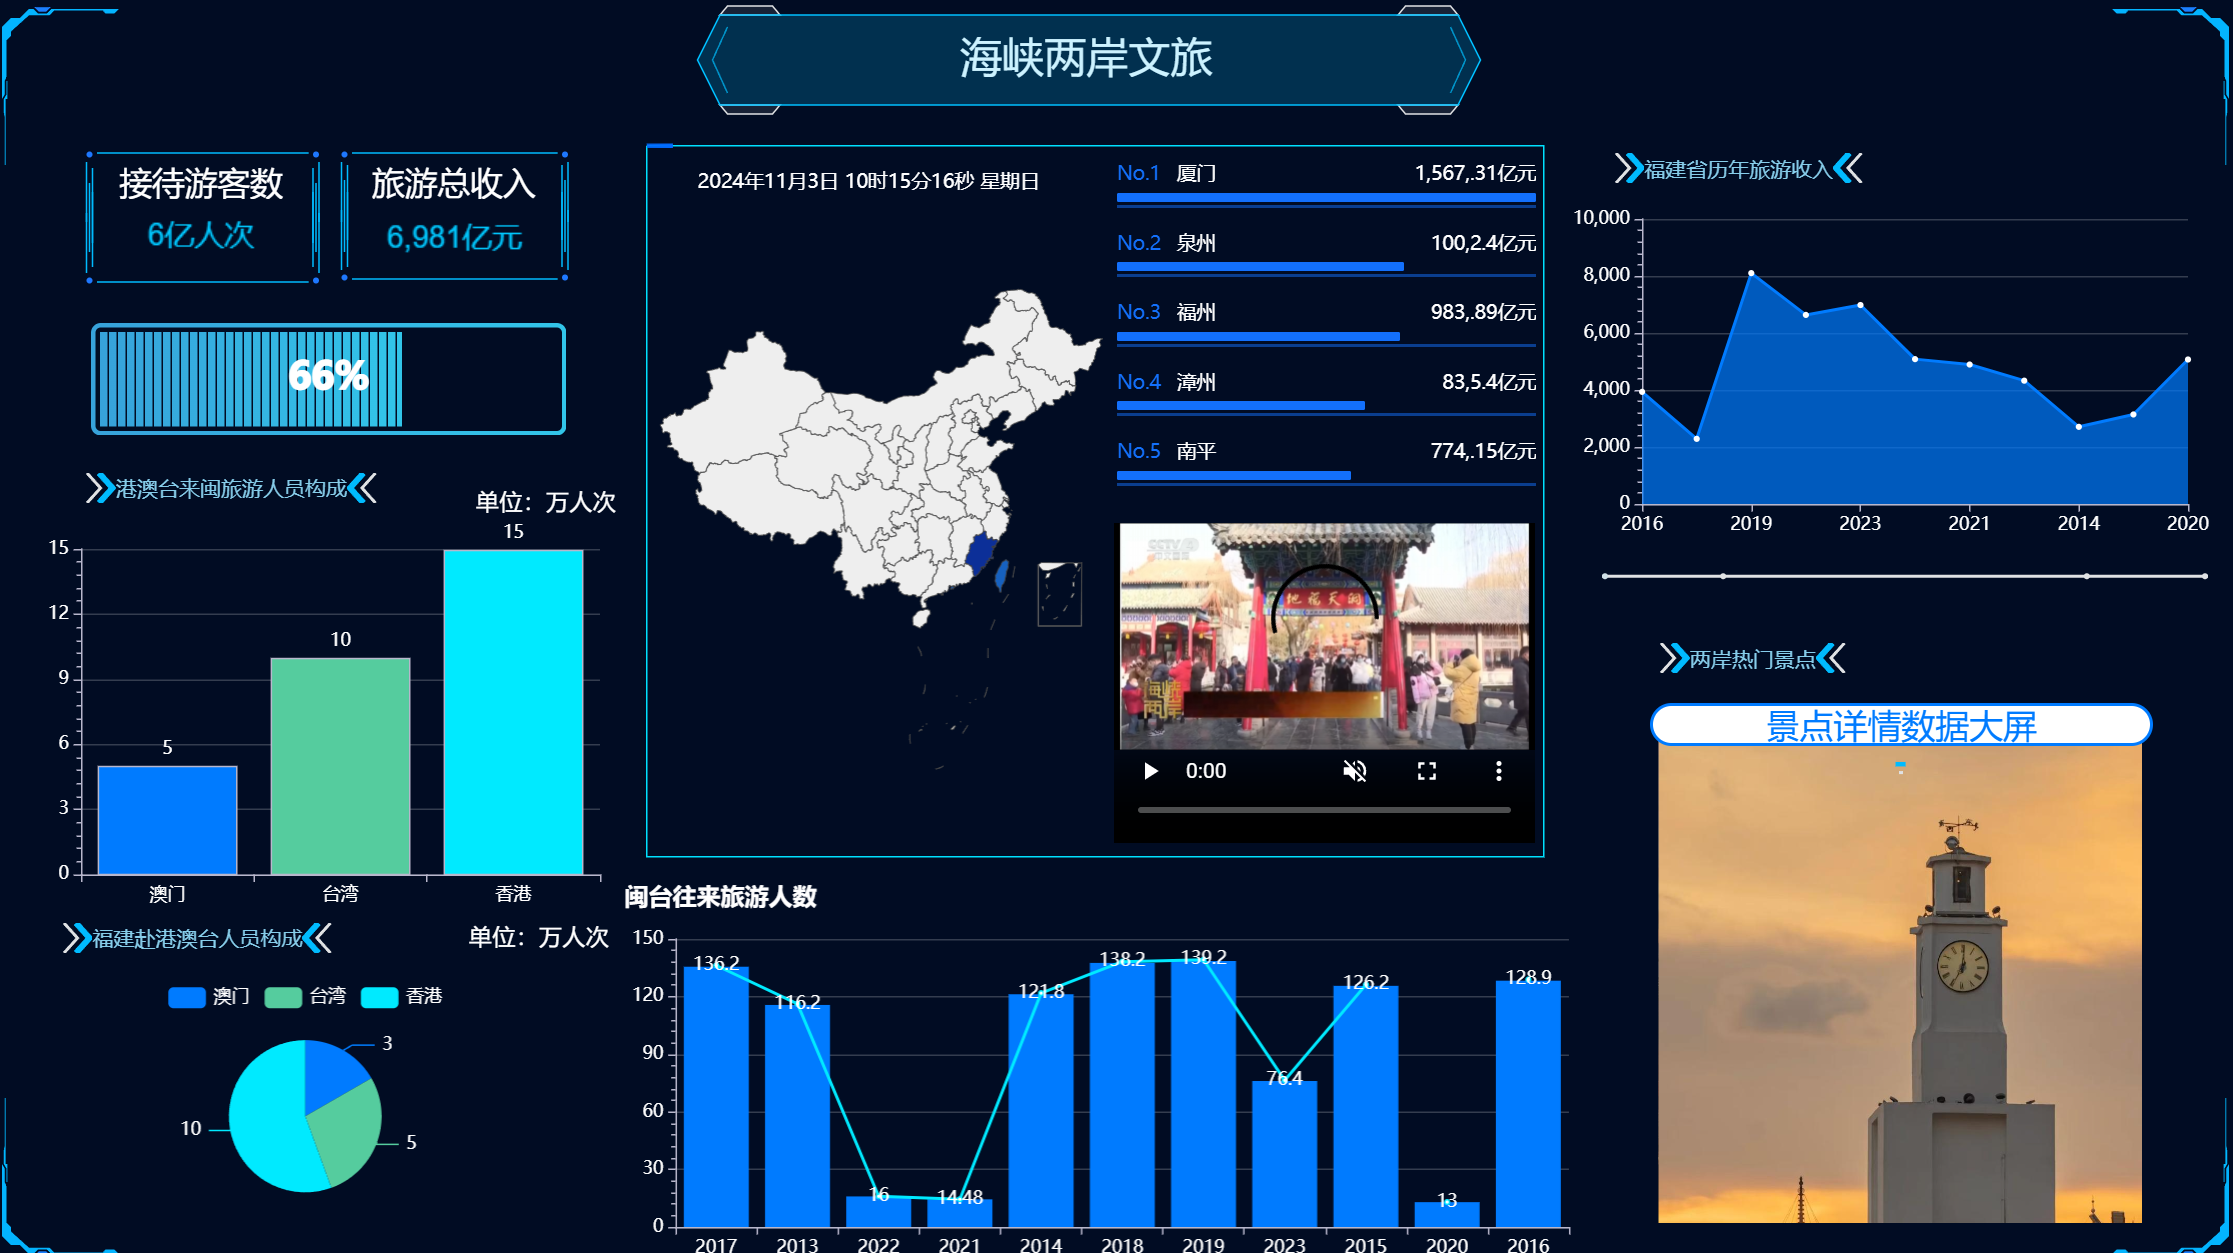 海峡两岸文旅
接待游客数
6亿人次
旅游总收入
6,981亿元
66%
港澳台来闽旅游人员构成
单位：万人次
15
12
9
6
3
0
5
10
15
澳门
台湾
香港
福建赴港澳台人员构成
单位：万人次
澳门
台湾
香港
3
5
10
2024年11月3日 10时15分16秒 星期日
No.1 厦门 1,567,.31亿元
No.2 泉州 100,2.4亿元
No.3 福州 983,.89亿元
No.4 漳州 83,5.4亿元
No.5 南平 774,.15亿元
CCTV 4
地福天洞
海峡
两岸
0:00
闽台往来旅游人数
150
120
90
60
30
0
136.2
116.2
16
14.48
121.8
138.2
139.2
76.4
126.2
13
128.9
2017 2013 2022 2021 2014 2018 2019 2023 2015 2020 2016
福建省历年旅游收入
10,000
8,000
6,000
4,000
2,000
0
2016 2019 2023 2021 2014 2020
两岸热门景点
景点详情数据大屏